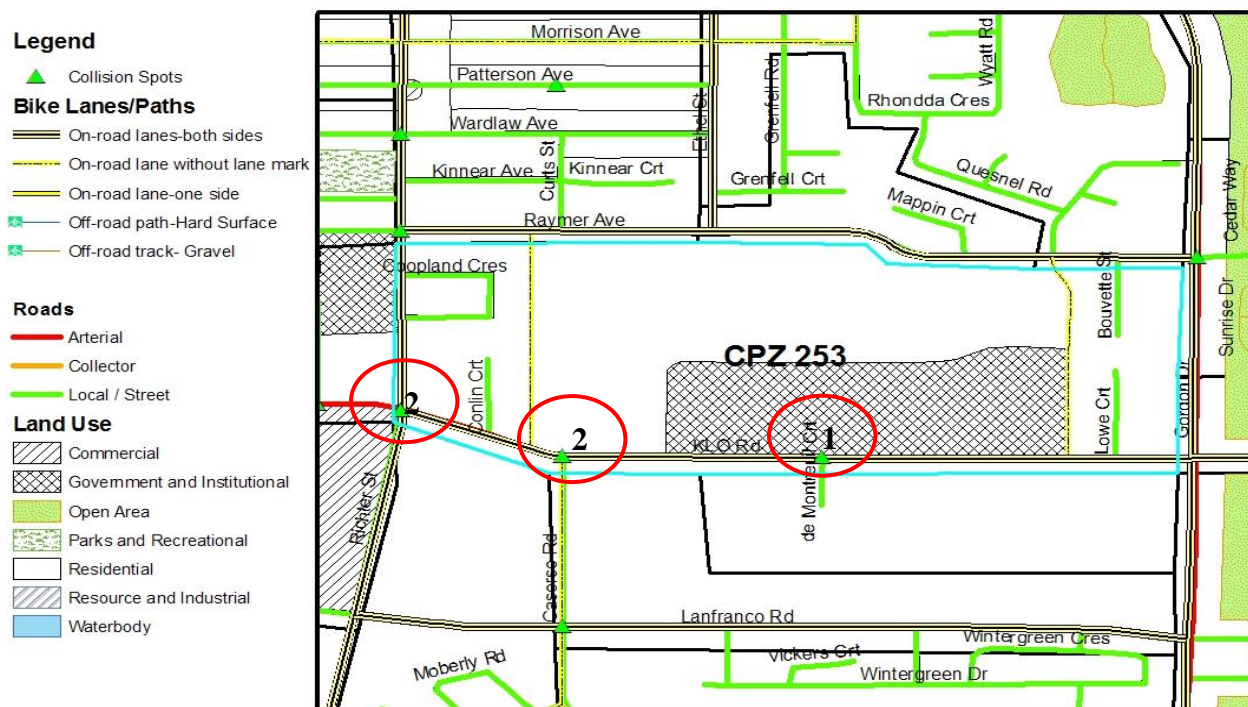 Legend
Collision Spots
Bike Lanes/Paths
On-road lanes-both sides
On-road lane without lane mark
On-road lane-one side
Off-road path-Hard Surface
Off-road track- Gravel
Roads
Arterial
Collector
Local / Street
Land Use
Commercial
Government and Institutional
Open Area
Parks and Recreational
Residential
Resource and Industrial
Waterbody
Morrison Ave
Patterson Ave
Wardlaw Ave
Kinnear Ave
Curts St
Kinnear Crt
Raymer Ave
Ethel St
Grenfell Rd
Grenfell Crt
Wyatt Rd
Rhondda Cres
Quesnel Rd
Mappin Crt
Cedar Way
Coopland Cres
Bouvette St
Sunrise Dr
CPZ 253
Conlin Crt
Lowe Crt
Gordon Dr
2
2
1
KLO Rd
de Montreuil Crt
Richter St
Casorso Rd
Lanfranco Rd
Wintergreen Cres
Vickers Crt
Wintergreen Dr
Moberly Rd